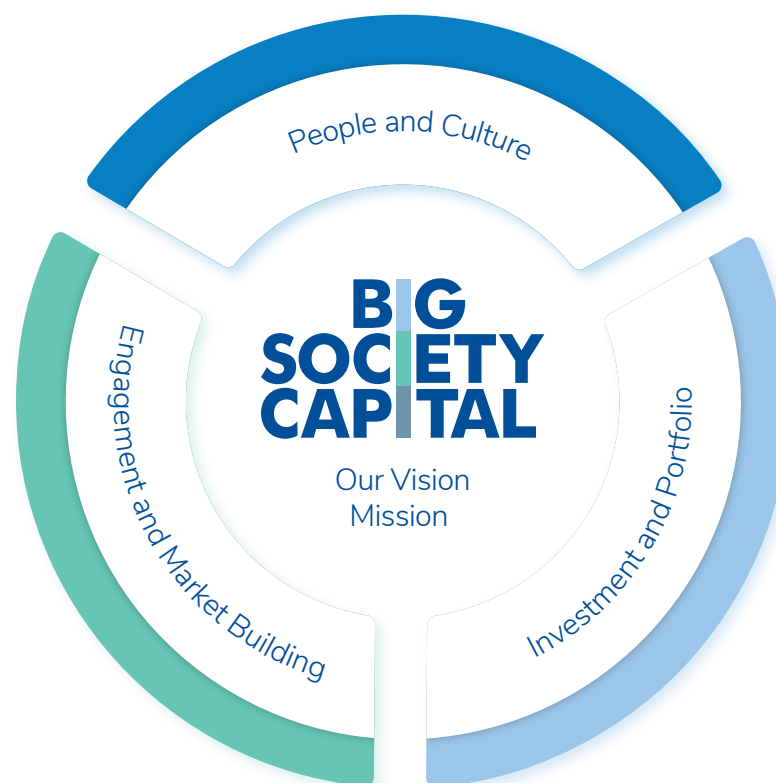 People and Culture
BIG
SOCIETY
CAPITAL
Our Vision
Mission
Engagement and Market Building
Investment and Portfolio